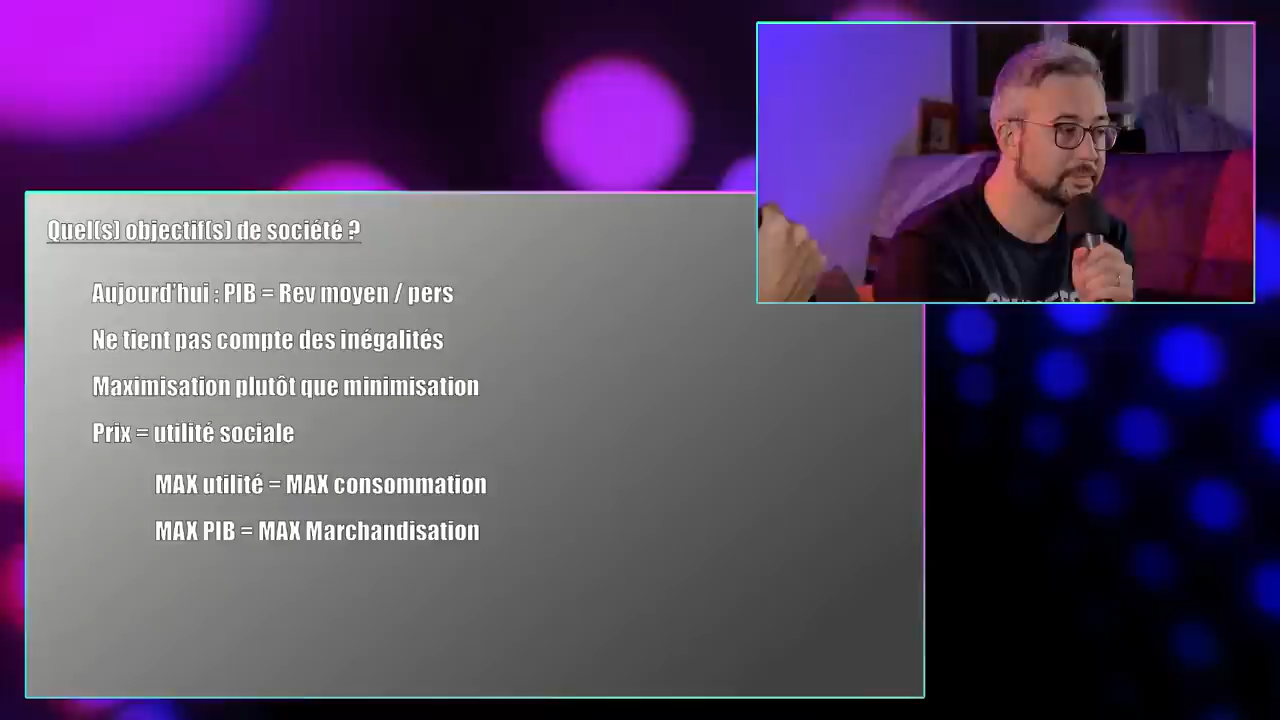 Quel(s) objectif(s) de société ?
Aujourd'hui : PIB = Rev moyen / pers
Ne tient pas compte des inégalités
Maximisation plutôt que minimisation
Prix = utilité sociale
MAX utilité = MAX consommation
MAX PIB = MAX Marchandisation